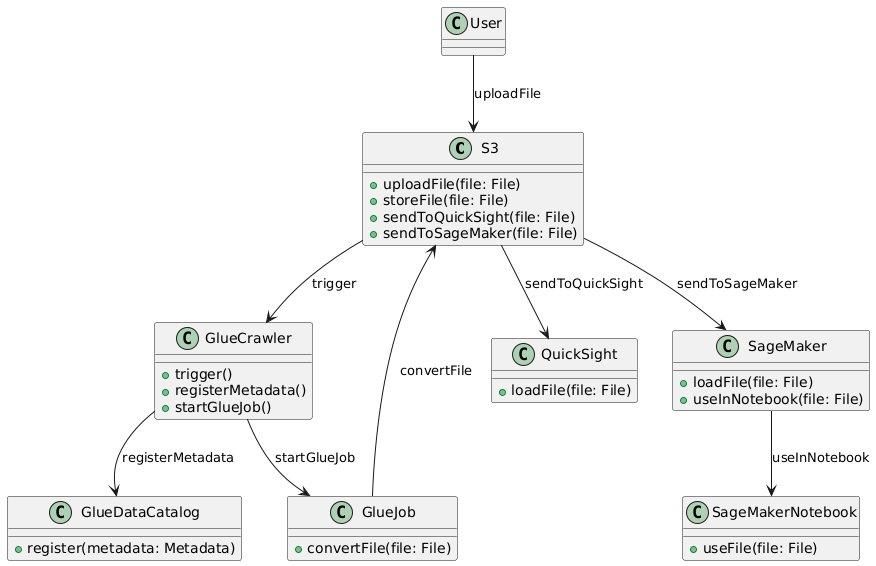 C User
uploadFile
C S3
uploadFile(file: File)
storeFile(file: File)
sendToQuickSight(file: File)
sendToSageMaker(file: File)
trigger
sendToQuickSight
sendToSageMaker
convertFile
C GlueCrawler
trigger()
registerMetadata()
startGlueJob()
C QuickSight
loadFile(file: File)
C SageMaker
loadFile(file: File)
useInNotebook(file: File)
registerMetadata
startGlueJob
useInNotebook
C GlueDataCatalog
register(metadata: Metadata)
C GlueJob
convertFile(file: File)
C SageMakerNotebook
useFile(file: File)